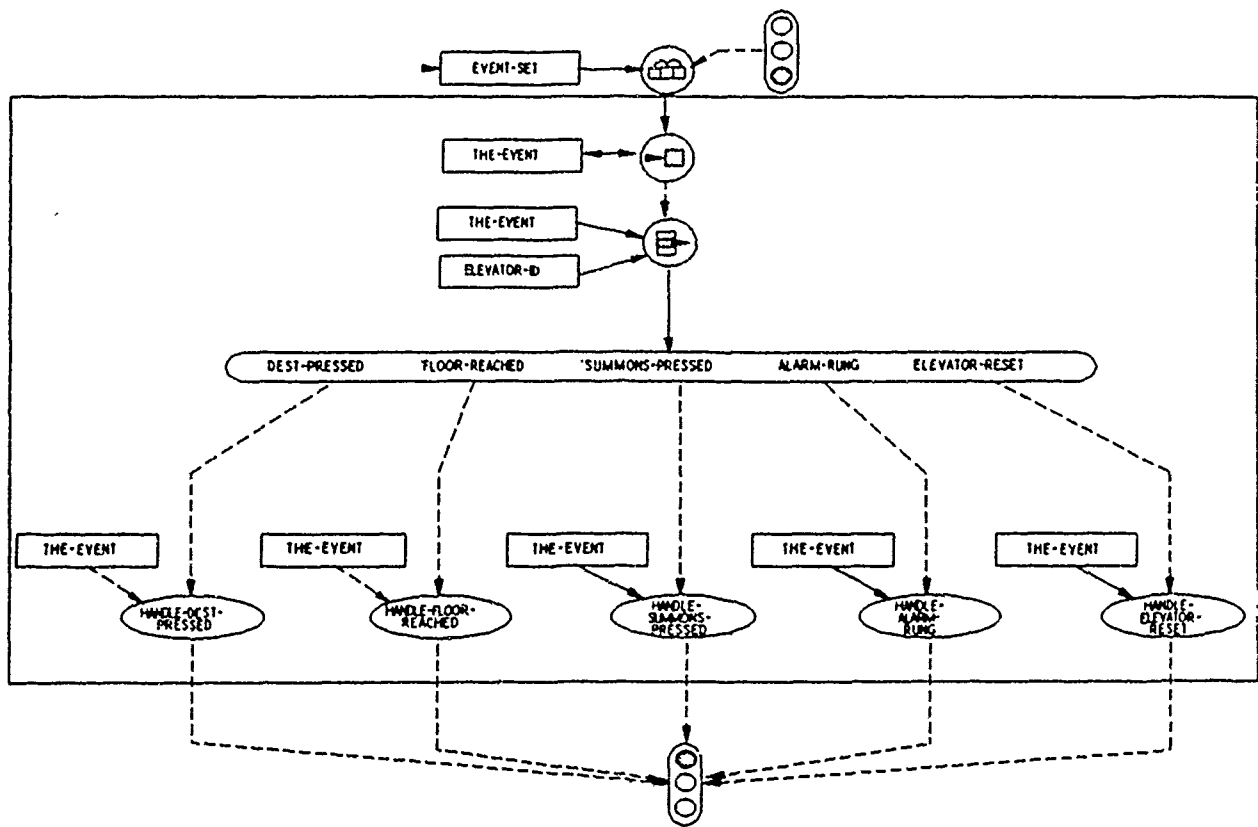 EVENT-SET
THE-EVENT
THE-EVENT
ELEVATOR-ID
DEST-PRESSED FLOOR-REACHED SUMMONS-PRESSED ALARM-RUNG ELEVATOR-RESET
THE-EVENT THE-EVENT THE-EVENT THE-EVENT THE-EVENT
HANDLE-DEST-
PRESSED
HANDLE-FLOOR-
REACHED
HANDLE-
SUMMONS-
PRESSED
HANDLE-
ALARM-
RUNG
HANDLE-
ELEVATOR-
RESET